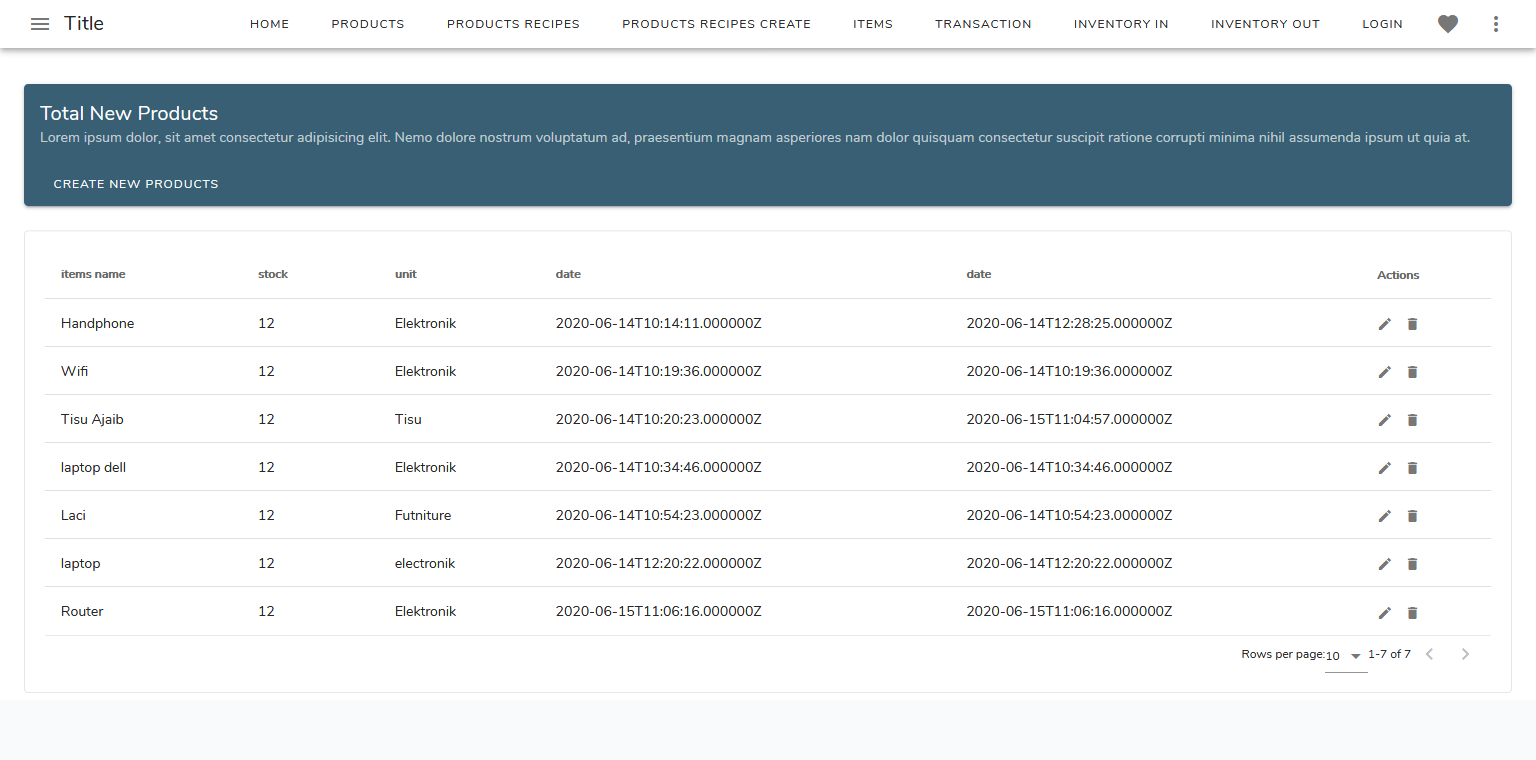 Title HOME PRODUCTS PRODUCTS RECIPES PRODUCTS RECIPES CREATE ITEMS TRANSACTION INVENTORY IN INVENTORY OUT LOGIN
Total New Products
Lorem ipsum dolor, sit amet consectetur adipisicing elit. Nemo dolore nostrum voluptatum ad, praesentium magnam asperiores nam dolor quisquam consectetur suscipit ratione corrupti minima nihil assumenda ipsum ut quia at.
CREATE NEW PRODUCTS
items name stock unit date date Actions
Handphone 12 Elektronik 2020-06-14T10:14:11.000000Z 2020-06-14T12:28:25.000000Z
Wifi 12 Elektronik 2020-06-14T10:19:36.000000Z 2020-06-14T10:19:36.000000Z
Tisu Ajaib 12 Tisu 2020-06-14T10:20:23.000000Z 2020-06-15T11:04:57.000000Z
laptop dell 12 Elektronik 2020-06-14T10:34:46.000000Z 2020-06-14T10:34:46.000000Z
Laci 12 Futniture 2020-06-14T10:54:23.000000Z 2020-06-14T10:54:23.000000Z
laptop 12 electronik 2020-06-14T12:20:22.000000Z 2020-06-14T12:20:22.000000Z
Router 12 Elektronik 2020-06-15T11:06:16.000000Z 2020-06-15T11:06:16.000000Z
Rows per page: 10 1-7 of 7